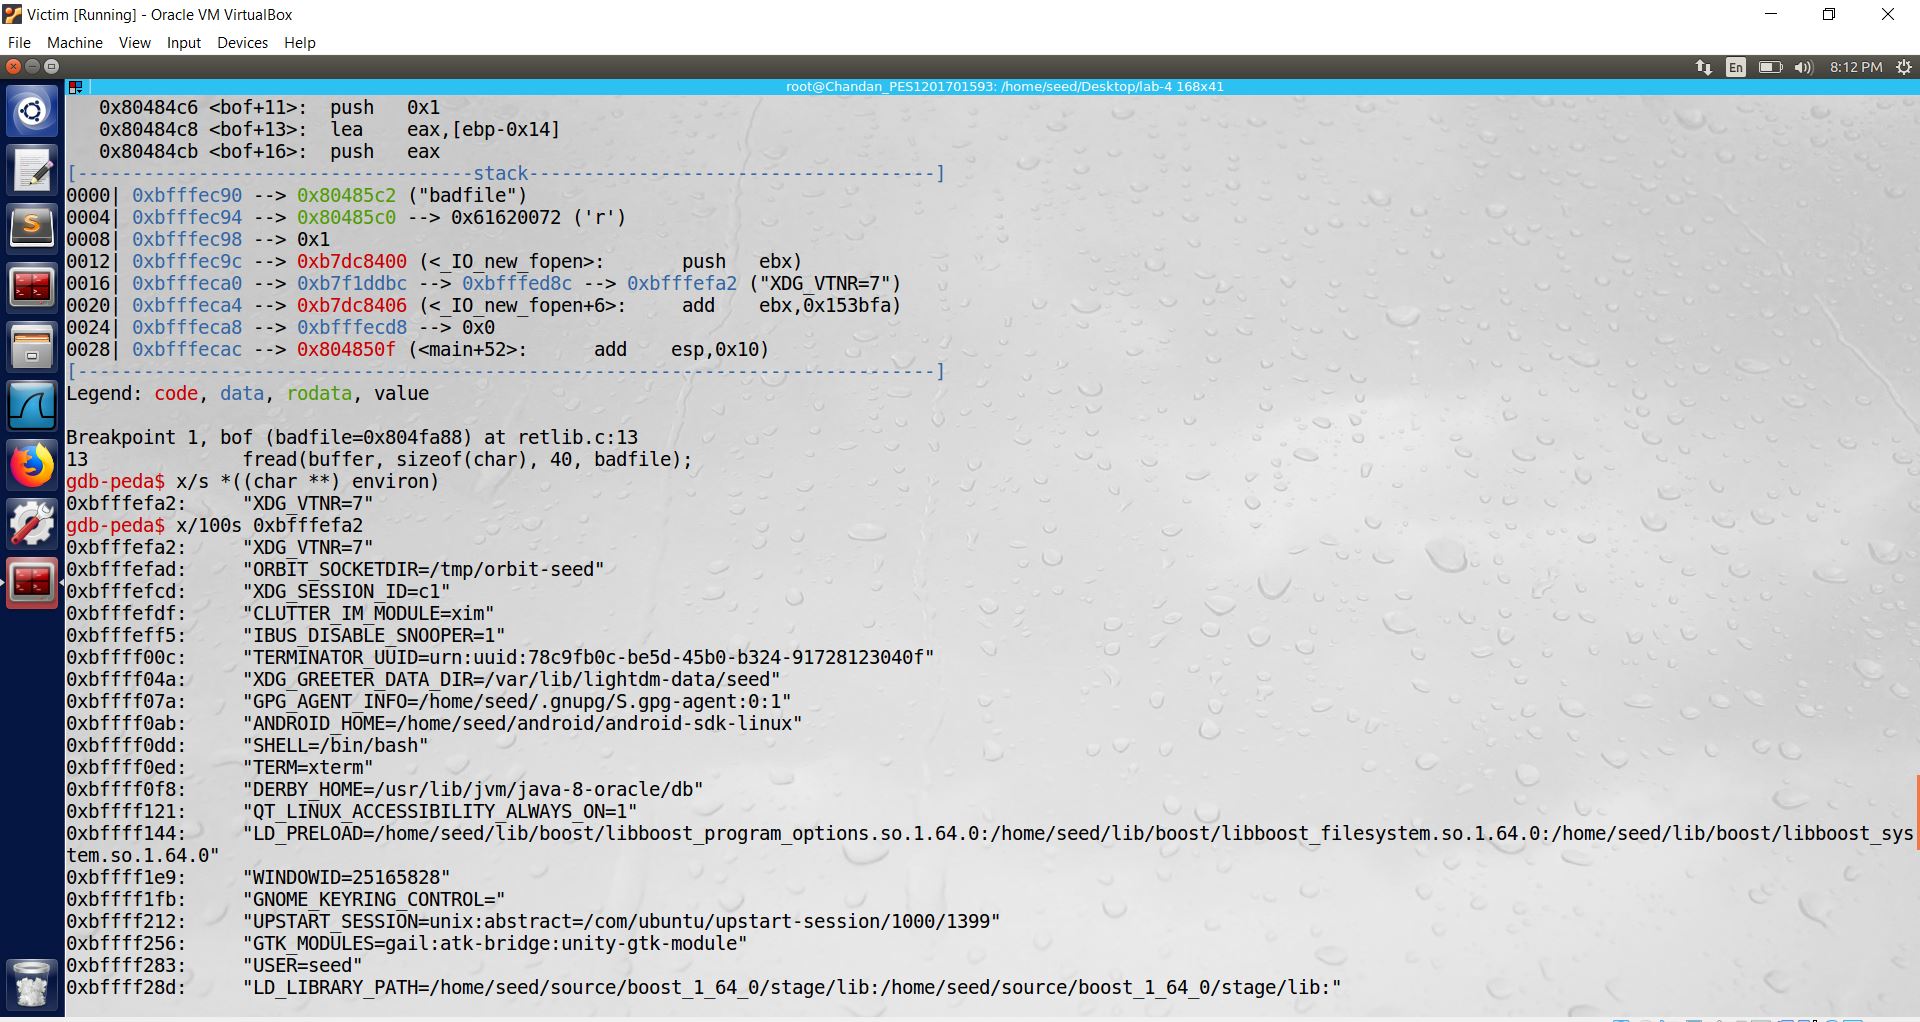 Victim [Running] - Oracle VM VirtualBox
File Machine View Input Devices Help
En 8:12 PM
root@Chandan_PES1201701593: /home/seed/Desktop/lab-4 168x41
0x80484c6 <bof+11>: push 0x1
0x80484c8 <bof+13>: lea eax,[ebp-0x14]
0x80484cb <bof+16>: push eax
[------------------------------------stack-------------------------------------]
0000| 0xbfffec90 --> 0x80485c2 ("badfile")
0004| 0xbfffec94 --> 0x80485c0 --> 0x61620072 ('r')
0008| 0xbfffec98 --> 0x1
0012| 0xbfffec9c --> 0xb7dc8400 (<_IO_new_fopen>: push ebx)
0016| 0xbfffeca0 --> 0xb7f1ddbc --> 0xbfffed8c --> 0xbfffefa2 ("XDG_VTNR=7")
0020| 0xbfffeca4 --> 0xb7dc8406 (<_IO_new_fopen+6>: add ebx,0x153bfa)
0024| 0xbfffeca8 --> 0xbfffecd8 --> 0x0
0028| 0xbfffecac --> 0x804850f (<main+52>: add esp,0x10)
[------------------------------------------------------------------------------]
Legend: code, data, rodata, value
Breakpoint 1, bof (badfile=0x804fa88) at retlib.c:13
13 fread(buffer, sizeof(char), 40, badfile);
gdb-peda$ x/s *((char **) environ)
0xbfffefa2: "XDG_VTNR=7"
gdb-peda$ x/100s 0xbfffefa2
0xbfffefa2: "XDG_VTNR=7"
0xbfffefad: "ORBIT_SOCKETDIR=/tmp/orbit-seed"
0xbfffefcd: "XDG_SESSION_ID=c1"
0xbfffefdf: "CLUTTER_IM_MODULE=xim"
0xbfffeff5: "IBUS_DISABLE_SNOOPER=1"
0xbffff00c: "TERMINATOR_UUID=urn:uuid:78c9fb0c-be5d-45b0-b324-91728123040f"
0xbffff04a: "XDG_GREETER_DATA_DIR=/var/lib/lightdm-data/seed"
0xbffff07a: "GPG_AGENT_INFO=/home/seed/.gnupg/S.gpg-agent:0:1"
0xbffff0ab: "ANDROID_HOME=/home/seed/android/android-sdk-linux"
0xbffff0dd: "SHELL=/bin/bash"
0xbffff0ed: "TERM=xterm"
0xbffff0f8: "DERBY_HOME=/usr/lib/jvm/java-8-oracle/db"
0xbffff121: "QT_LINUX_ACCESSIBILITY_ALWAYS_ON=1"
0xbffff144: "LD_PRELOAD=/home/seed/lib/boost/libboost_program_options.so.1.64.0:/home/seed/lib/boost/libboost_filesystem.so.1.64.0:/home/seed/lib/boost/libboost_sys
tem.so.1.64.0"
0xbffff1e9: "WINDOWID=25165828"
0xbffff1fb: "GNOME_KEYRING_CONTROL="
0xbffff212: "UPSTART_SESSION=unix:abstract=/com/ubuntu/upstart-session/1000/1399"
0xbffff256: "GTK_MODULES=gail:atk-bridge:unity-gtk-module"
0xbffff283: "USER=seed"
0xbffff28d: "LD_LIBRARY_PATH=/home/seed/source/boost_1_64_0/stage/lib:/home/seed/source/boost_1_64_0/stage/lib:"